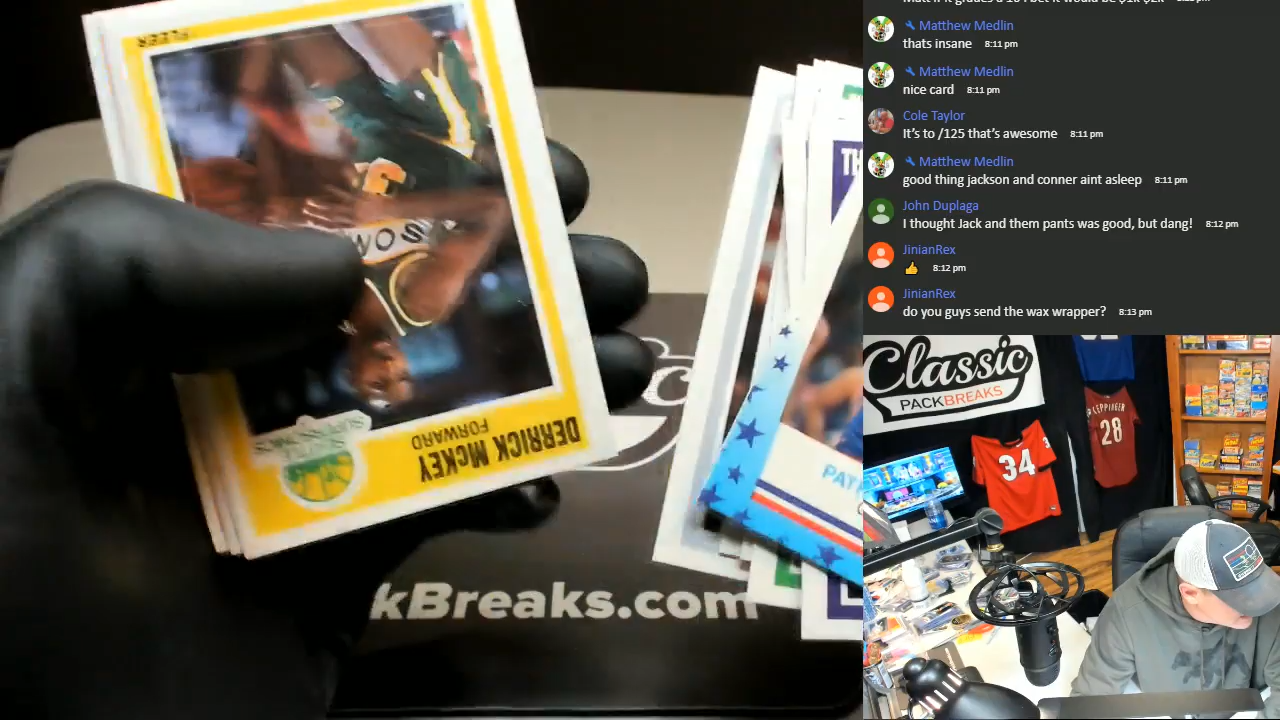 FLEER
SONICS
DERRICK McKEY
FORWARD
SUPERSONICS
TH
PAT
kBreaks.com
Matthew Medlin
thats insane 8:11 pm
Matthew Medlin
nice card 8:11 pm
Cole Taylor
It's to /125 that's awesome 8:11 pm
Matthew Medlin
good thing jackson and conner aint asleep 8:11 pm
John Duplaga
I thought Jack and them pants was good, but dang! 8:12 pm
JinianRex
👍 8:12 pm
JinianRex
do you guys send the wax wrapper? 8:13 pm
Classic
PACKBREAKS
KLEPPINGER
28
34